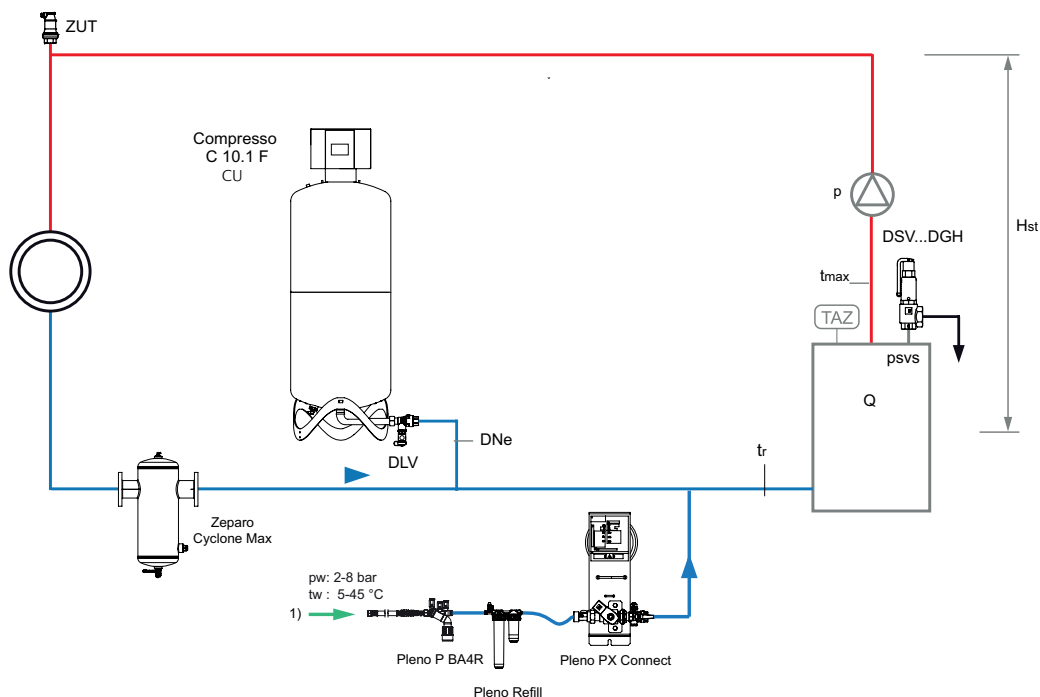 ZUT
Compresso
C 10.1 F
CU
p
Hst
DSV...DGH
tmax
TAZ
psvs
Q
DNe
DLV
tr
Zeparo
Cyclone Max
pw: 2-8 bar
tw : 5-45 °C
1)
Pleno P BA4R
Pleno PX Connect
Pleno Refill